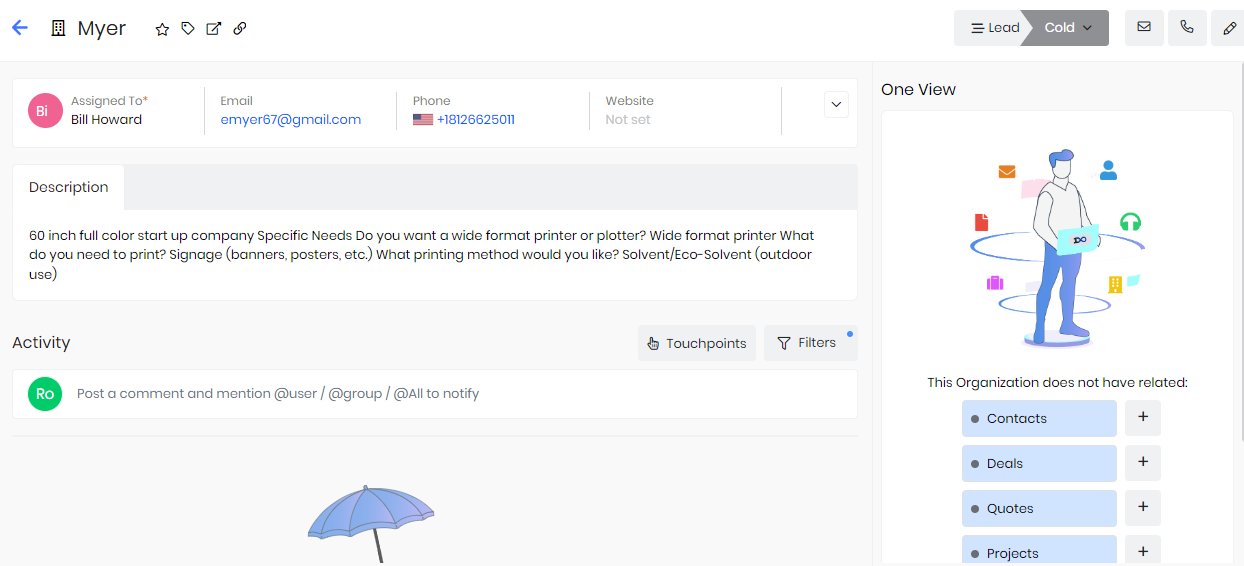 Myer
Lead
Cold
Bi
Assigned To*
Bill Howard
Email
emyer67@gmail.com
Phone
+18126625011
Website
Not set
One View
Description
60 inch full color start up company Specific Needs Do you want a wide format printer or plotter? Wide format printer What
do you need to print? Signage (banners, posters, etc.) What printing method would you like? Solvent/Eco-Solvent (outdoor
use)
Activity
Touchpoints
Filters
Ro
Post a comment and mention @user / @group / @All to notify
This Organization does not have related:
Contacts
+
Deals
+
Quotes
+
Projects
+